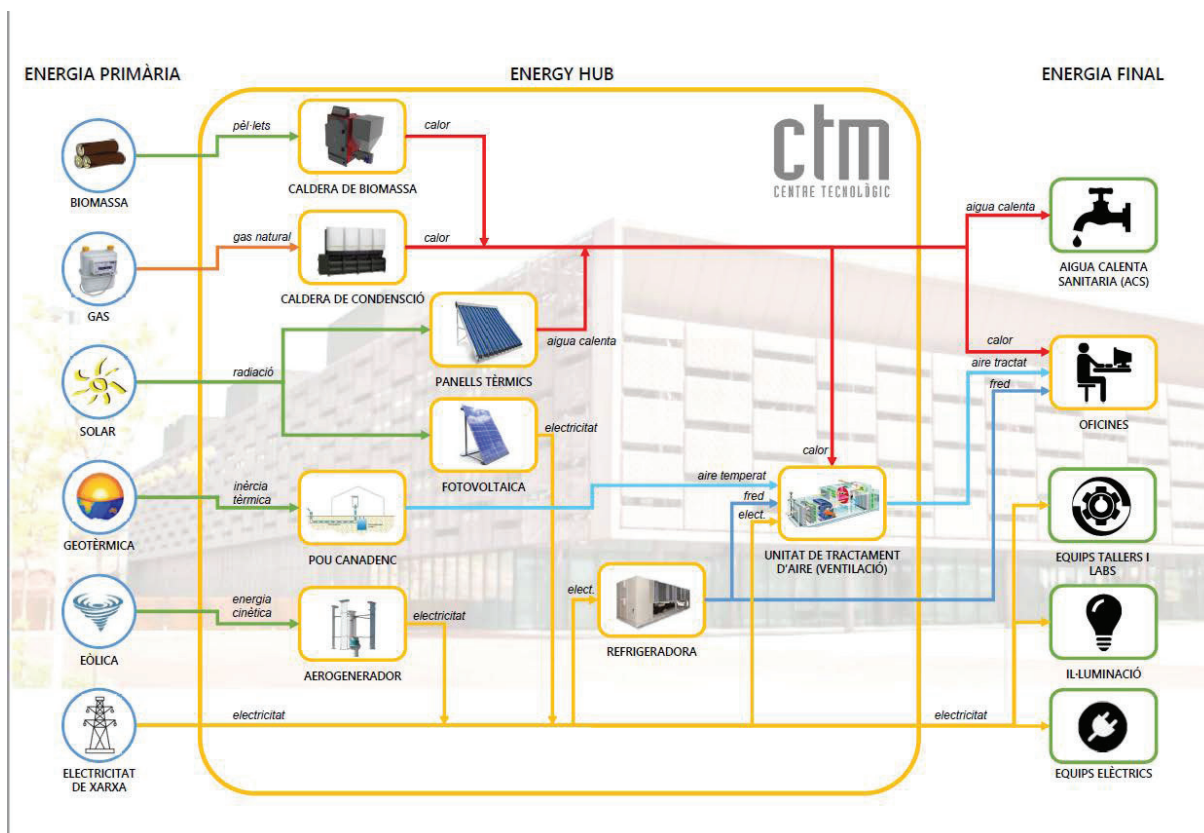 ENERGIA PRIMÀRIA
ENERGY HUB
ENERGIA FINAL
pèl·lets
calor
ctm
CENTRE TECNOLÒGIC
BIOMASSA
CALDERA DE BIOMASSA
aigua calenta
gas natural
calor
AIGUA CALENTA
SANITARIA (ACS)
GAS
CALDERA DE CONDENSCIÓ
aigua calenta
calor
radiació
PANELLS TÈRMICS
aire tractat
fred
SOLAR
electricitat
OFICINES
calor
inèrcia
tèrmica
FOTOVOLTAICA
aire temperat
fred
elect.
GEOTÈRMICA
POU CANADENC
UNITAT DE TRACTAMENT
D'AIRE (VENTILACIÓ)
EQUIPS TALLERS I
LABS
energia
cinètica
elect.
electricitat
EÒLICA
AEROGENERADOR
REFRIGERADORA
IL·LUMINACIÓ
electricitat
electricitat
ELECTRICITAT
DE XARXA
EQUIPS ELÈCTRICS